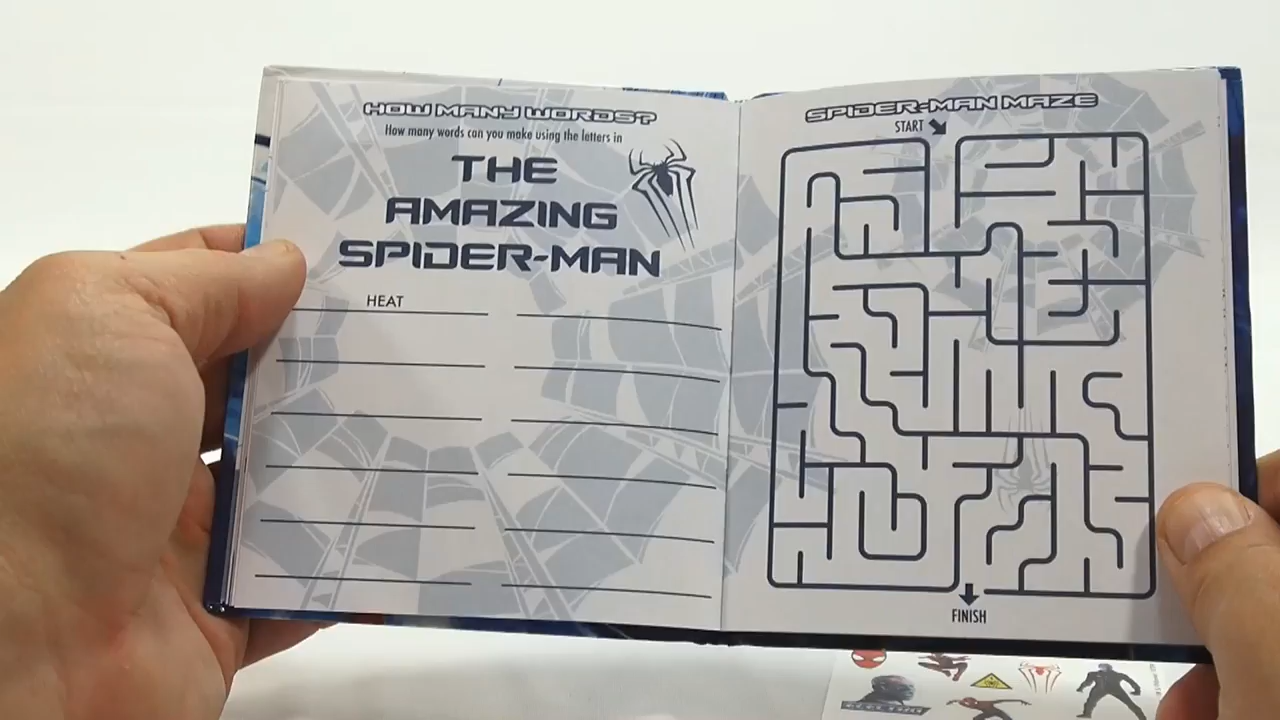 HOW MANY WORDS?
How many words can you make using the letters in
THE
AMAZING
SPIDER-MAN
HEAT
SPIDER-MAN MAZE
START
FINISH
ELECTRO